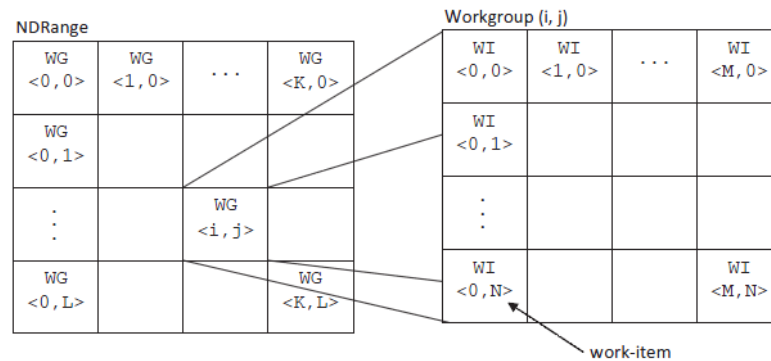 NDRange
WG WG ... WG
<0,0> <1,0> <K,0>
WG
<0,1>
WG
<i,j>
WG WG
<0,L> <K,L>
Workgroup (i, j)
WI WI ... WI
<0,0> <1,0> <M,0>
WI
<0,1>
WI WI
<0,N> <M,N>
work-item